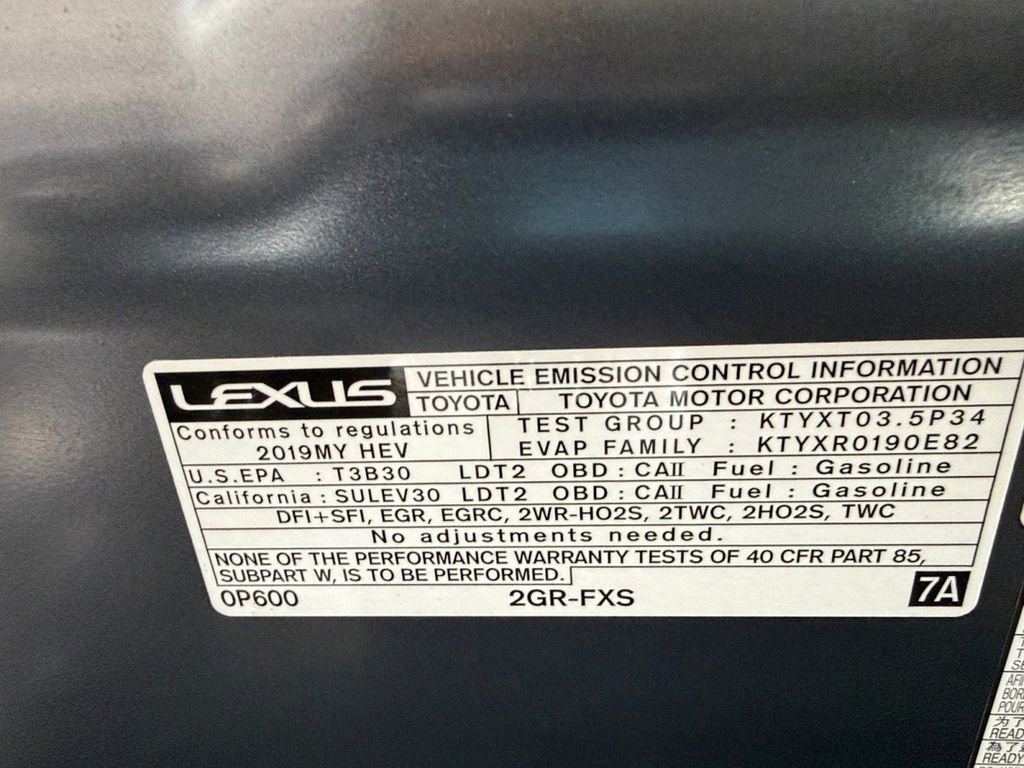 LEXUS VEHICLE EMISSION CONTROL INFORMATION
TOYOTA TOYOTA MOTOR CORPORATION
Conforms to regulations TEST GROUP : KTYXT03.5P34
2019MY HEV EVAP FAMILY : KTYXR0190E82
U.S.EPA : T3B30 LDT2 OBD : CAII Fuel : Gasoline
California : SULEV30 LDT2 OBD : CAII Fuel : Gasoline
DFI+SFI, EGR, EGRC, 2WR-HO2S, 2TWC, 2HO2S, TWC
No adjustments needed.
NONE OF THE PERFORMANCE WARRANTY TESTS OF 40 CFR PART 85,
SUBPART W, IS TO BE PERFORMED.
0P600 2GR-FXS 7A
POUR
READ
READY